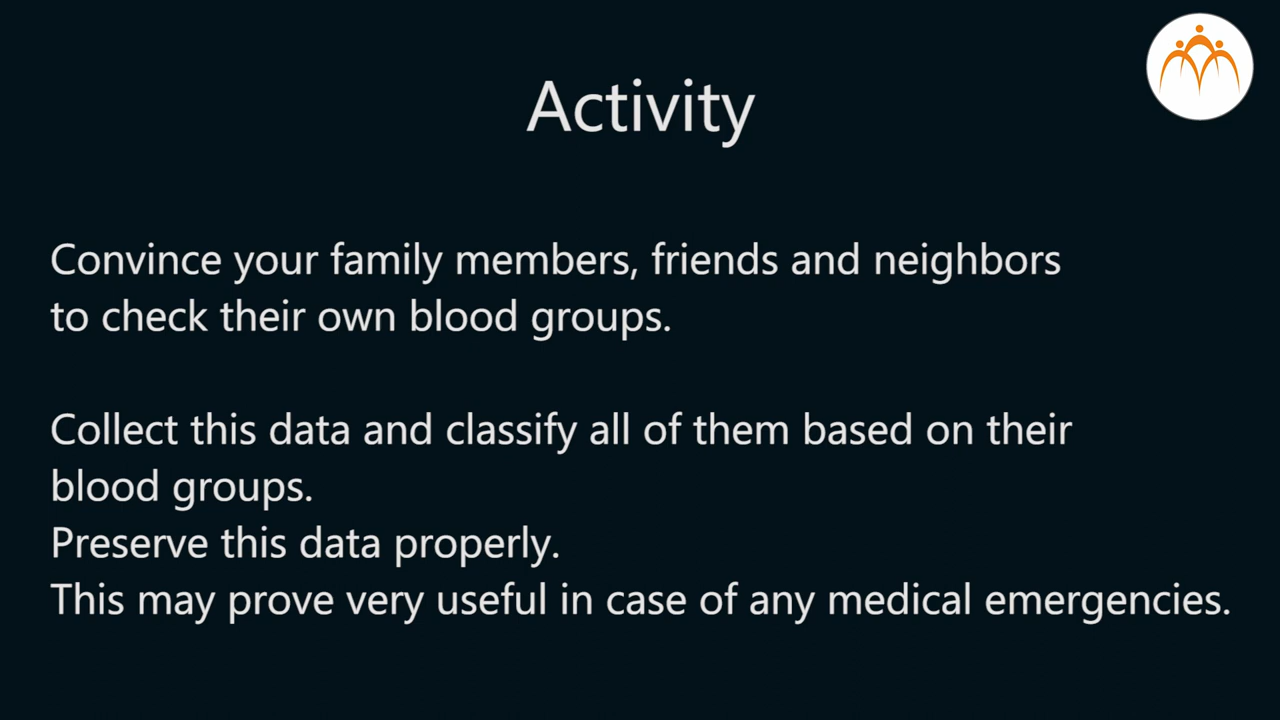 Activity
Convince your family members, friends and neighbors
to check their own blood groups.
Collect this data and classify all of them based on their
blood groups.
Preserve this data properly.
This may prove very useful in case of any medical emergencies.